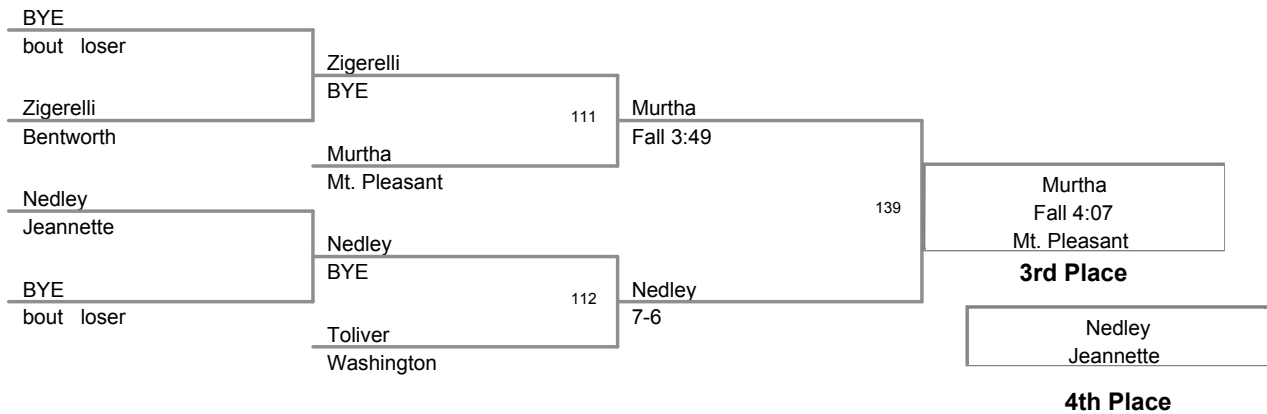 BYE
bout loser
Zigerelli
Bentworth
Nedley
Jeannette
BYE
bout loser
Zigerelli
BYE
111
Murtha
Mt. Pleasant
Nedley
BYE
112
Toliver
Washington
Murtha
Fall 3:49
139
Nedley
7-6
Murtha
Fall 4:07
Mt. Pleasant
3rd Place
Nedley
Jeannette
4th Place